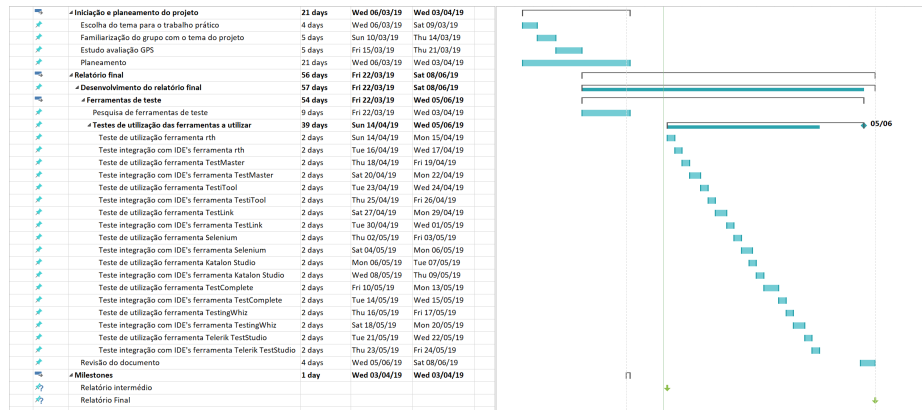 Iniciação e planeamento do projeto 21 days Wed 06/03/19 Wed 03/04/19
Escolha do tema para o trabalho prático 4 days Wed 06/03/19 Sat 09/03/19
Familiarização do grupo com o tema do projeto 5 days Sun 10/03/19 Thu 14/03/19
Estudo avaliação GPS 5 days Fri 15/03/19 Thu 21/03/19
Planeamento 21 days Wed 06/03/19 Wed 03/04/19
Relatório final 56 days Fri 22/03/19 Sat 08/06/19
Desenvolvimento do relatório final 57 days Fri 22/03/19 Sat 08/06/19
Ferramentas de teste 54 days Fri 22/03/19 Wed 05/06/19
Pesquisa de ferramentas de teste 9 days Fri 22/03/19 Wed 03/04/19
Testes de utilização das ferramentas a utilizar 39 days Sun 14/04/19 Wed 05/06/19 05/06
Teste de utilização ferramenta rth 2 days Sun 14/04/19 Mon 15/04/19
Teste integração com IDE's ferramenta rth 2 days Tue 16/04/19 Wed 17/04/19
Teste de utilização ferramenta TestMaster 2 days Thu 18/04/19 Fri 19/04/19
Teste integração com IDE's ferramenta TestMaster 2 days Sat 20/04/19 Mon 22/04/19
Teste de utilização ferramenta TestiTool 2 days Tue 23/04/19 Wed 24/04/19
Teste integração com IDE's ferramenta TestiTool 2 days Thu 25/04/19 Fri 26/04/19
Teste de utilização ferramenta TestLink 2 days Sat 27/04/19 Mon 29/04/19
Teste integração com IDE's ferramenta TestLink 2 days Tue 30/04/19 Wed 01/05/19
Teste de utilização ferramenta Selenium 2 days Thu 02/05/19 Fri 03/05/19
Teste integração com IDE's ferramenta Selenium 2 days Sat 04/05/19 Mon 06/05/19
Teste de utilização ferramenta Katalon Studio 2 days Mon 06/05/19 Tue 07/05/19
Teste integração com IDE's ferramenta Katalon Studio 2 days Wed 08/05/19 Thu 09/05/19
Teste de utilização ferramenta TestComplete 2 days Fri 10/05/19 Mon 13/05/19
Teste integração com IDE's ferramenta TestComplete 2 days Tue 14/05/19 Wed 15/05/19
Teste de utilização ferramenta TestingWhiz 2 days Thu 16/05/19 Fri 17/05/19
Teste integração com IDE's ferramenta TestingWhiz 2 days Sat 18/05/19 Mon 20/05/19
Teste de utilização ferramenta Telerik TestStudio 2 days Tue 21/05/19 Wed 22/05/19
Teste integração com IDE's ferramenta Telerik TestStudio 2 days Thu 23/05/19 Fri 24/05/19
Revisão do documento 4 days Wed 05/06/19 Sat 08/06/19
Milestones 1 day Wed 03/04/19 Wed 03/04/19
Relatório intermédio
Relatório Final